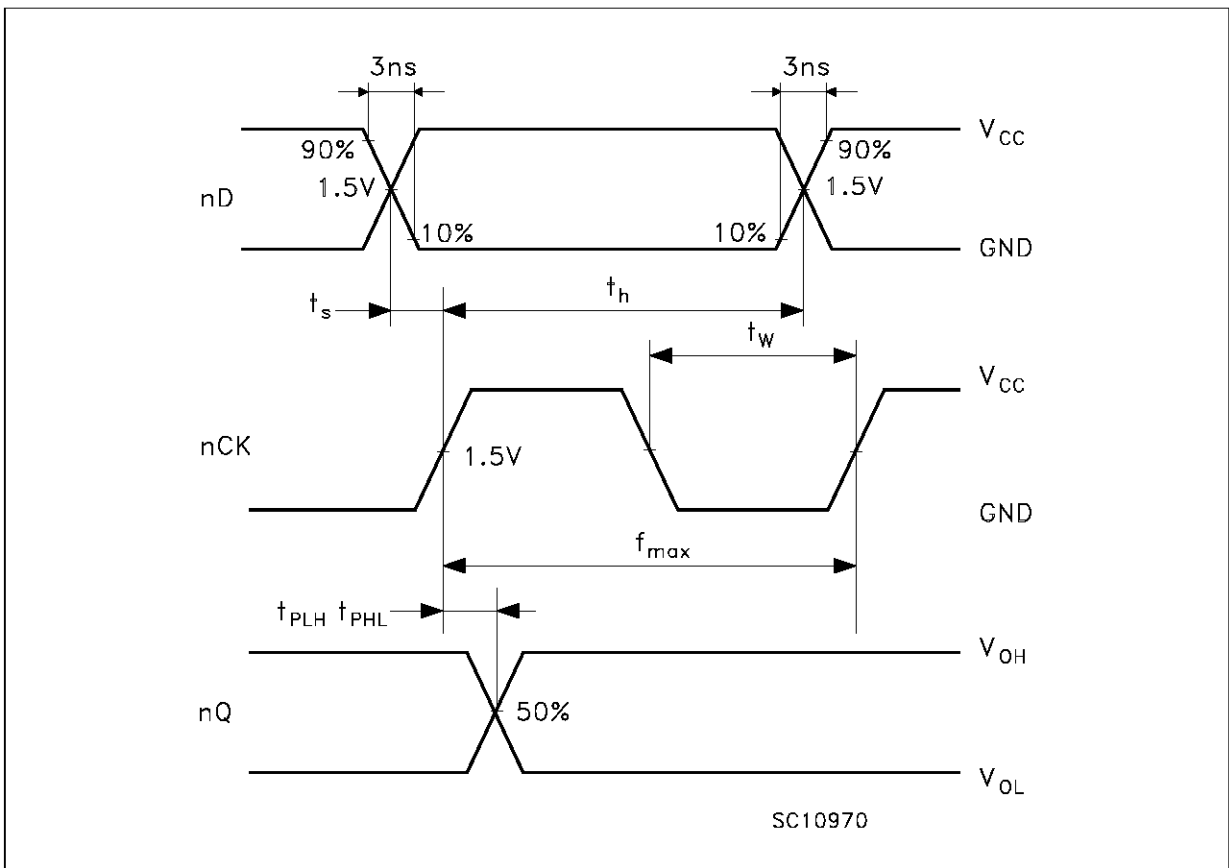 3ns 3ns
V_CC
90% 90%
nD 1.5V 1.5V
10% 10%
GND
t_s t_h
t_W
V_CC
nCK 1.5V
GND
f_max
t_PLH t_PHL
V_OH
nQ 50%
V_OL
SC10970